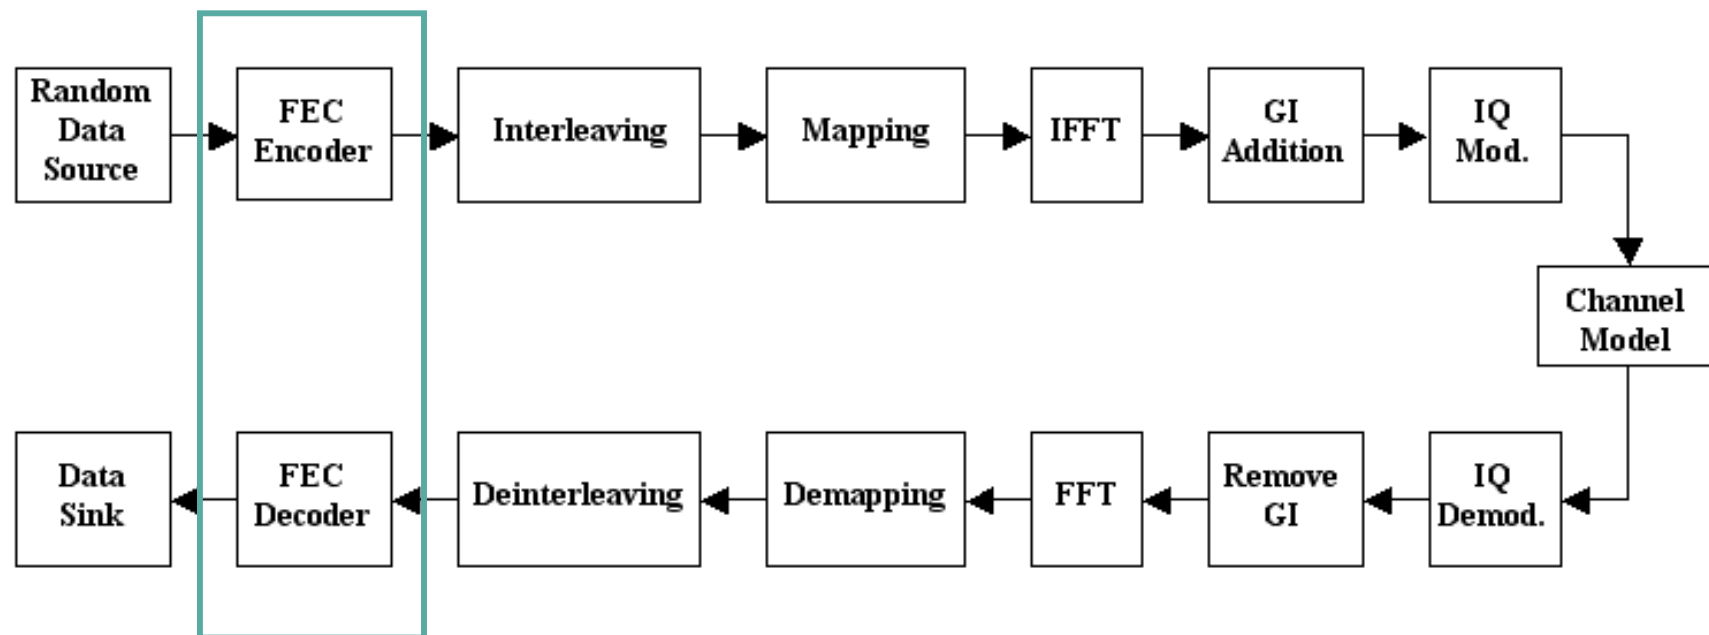 Random
Data
Source
FEC
Encoder
Interleaving
Mapping
IFFT
GI
Addition
IQ
Mod.
Channel
Model
Data
Sink
FEC
Decoder
Deinterleaving
Demapping
FFT
Remove
GI
IQ
Demod.